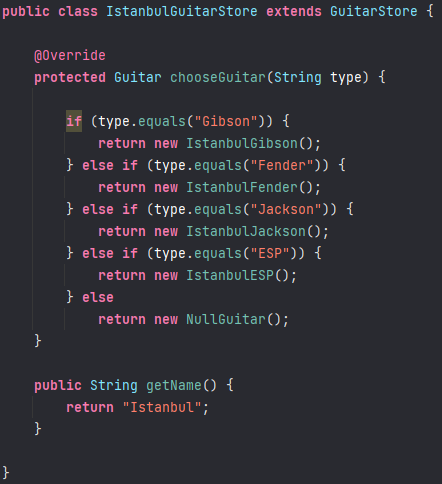 public class IstanbulGuitarStore extends GuitarStore {
@Override
protected Guitar chooseGuitar(String type) {
if (type.equals("Gibson")) {
return new IstanbulGibson();
} else if (type.equals("Fender")) {
return new IstanbulFender();
} else if (type.equals("Jackson")) {
return new IstanbulJackson();
} else if (type.equals("ESP")) {
return new IstanbulESP();
} else
return new NullGuitar();
}
public String getName() {
return "Istanbul";
}
}